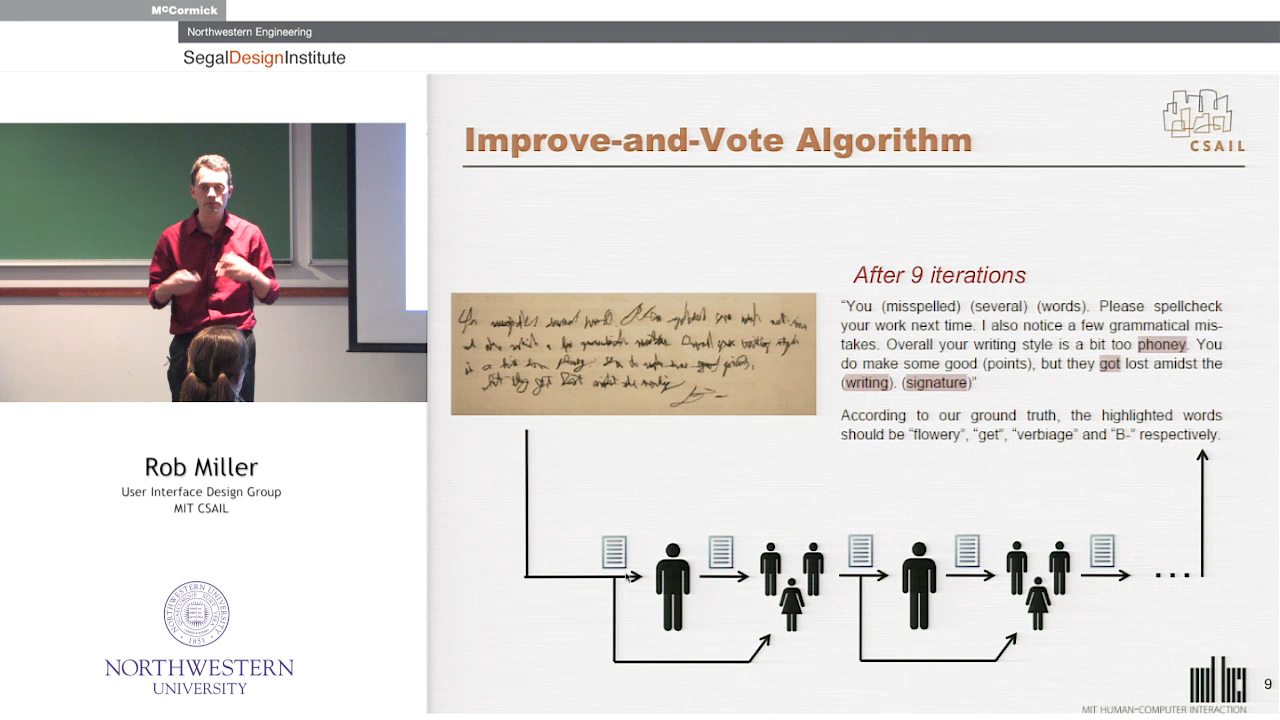 McCormick
Northwestern Engineering
SegalDesignInstitute
CSAIL
Improve-and-Vote Algorithm
After 9 iterations
“You (misspelled) (several) (words). Please spellcheck
your work next time. I also notice a few grammatical mis-
takes. Overall your writing style is a bit too phoney. You
do make some good (points), but they got lost amidst the
(writing). (signature)”
According to our ground truth, the highlighted words
should be “flowery”, “get”, “verbiage” and “B-” respectively.
Rob Miller
User Interface Design Group
MIT CSAIL
1851
NORTHWESTERN
UNIVERSITY
9
MIT HUMAN-COMPUTER INTERACTION